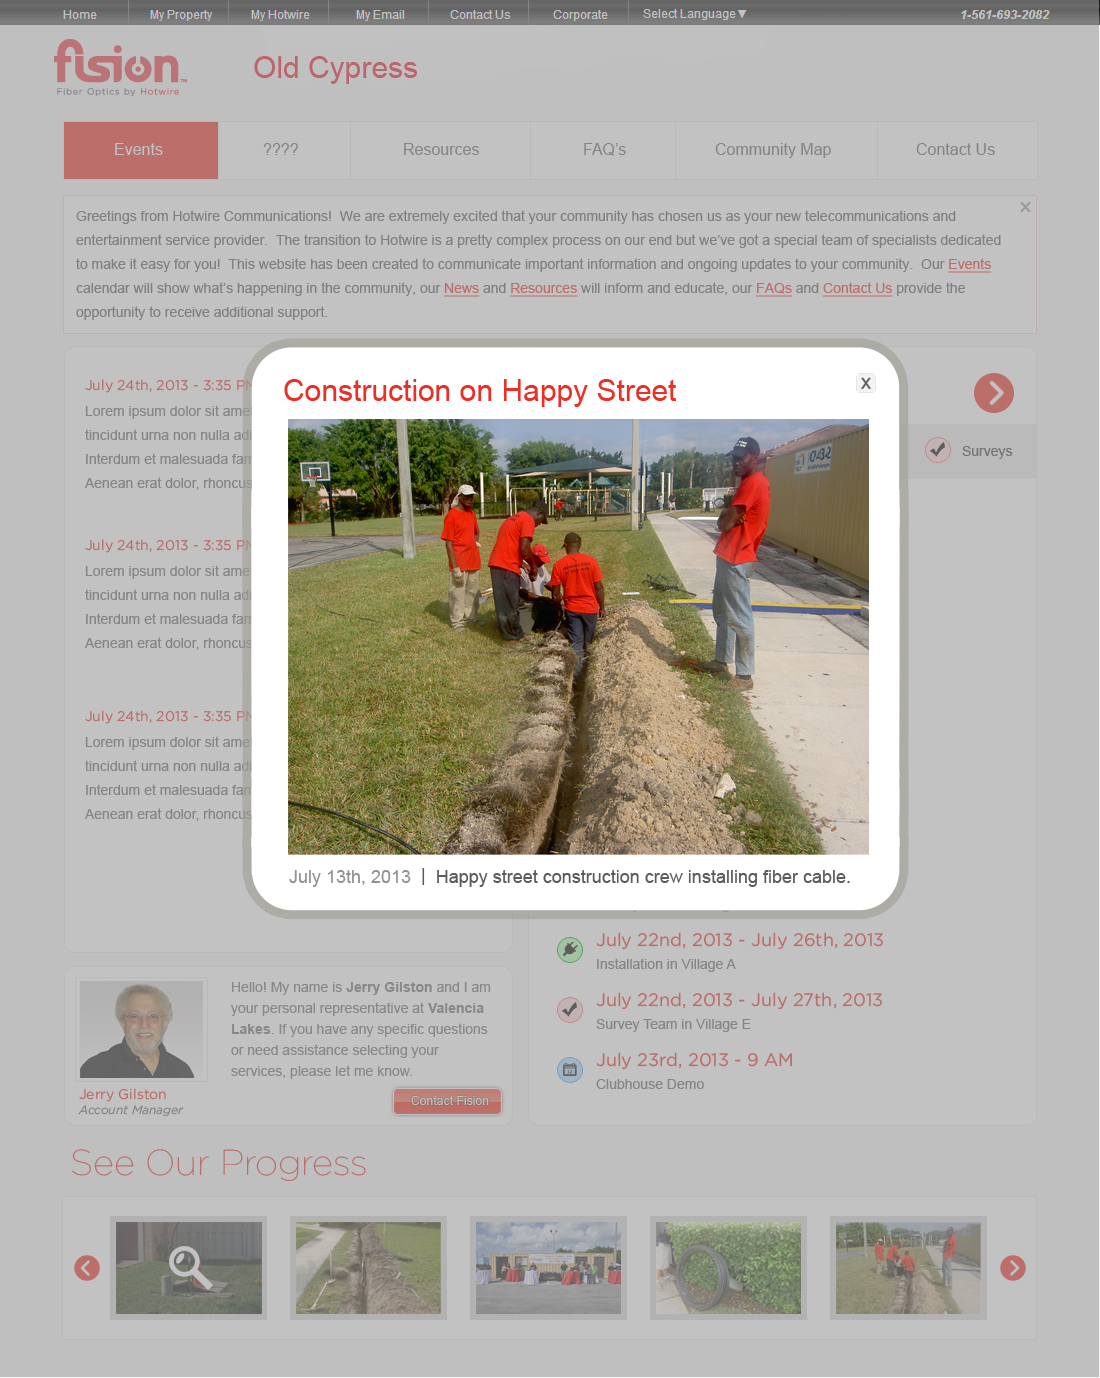 Home My Property My Hotwire My Email Contact Us Corporate Select Language▼ 1-561-693-2082
fision™
Fiber Optics by Hotwire
Old Cypress
Events ???? Resources FAQ's Community Map Contact Us
Greetings from Hotwire Communications! We are extremely excited that your community has chosen us as your new telecommunications and
entertainment service provider. The transition to Hotwire is a pretty complex process on our end but we've got a special team of specialists dedicated
to make it easy for you! This website has been created to communicate important information and ongoing updates to your community. Our Events
calendar will show what's happening in the community, our News and Resources will inform and educate, our FAQs and Contact Us provide the
opportunity to receive additional support.
Construction on Happy Street
X
July 24th, 2013 - 3:35 P
Lorem ipsum dolor sit ame
tincidunt urna non nulla adi
Interdum et malesuada fam
Aenean erat dolor, rhoncus
Surveys
July 24th, 2013 - 3:35 P
Lorem ipsum dolor sit ame
tincidunt urna non nulla adi
Interdum et malesuada fam
Aenean erat dolor, rhoncus
July 24th, 2013 - 3:35 P
Lorem ipsum dolor sit ame
tincidunt urna non nulla adi
Interdum et malesuada fam
Aenean erat dolor, rhoncus
July 13th, 2013 | Happy street construction crew installing fiber cable.
July 22nd, 2013 - July 26th, 2013
Installation in Village A
July 22nd, 2013 - July 27th, 2013
Survey Team in Village E
July 23rd, 2013 - 9 AM
Clubhouse Demo
Hello! My name is Jerry Gilston and I am
your personal representative at Valencia
Lakes. If you have any specific questions
or need assistance selecting your
services, please let me know.
Jerry Gilston
Account Manager
Contact Fision
See Our Progress